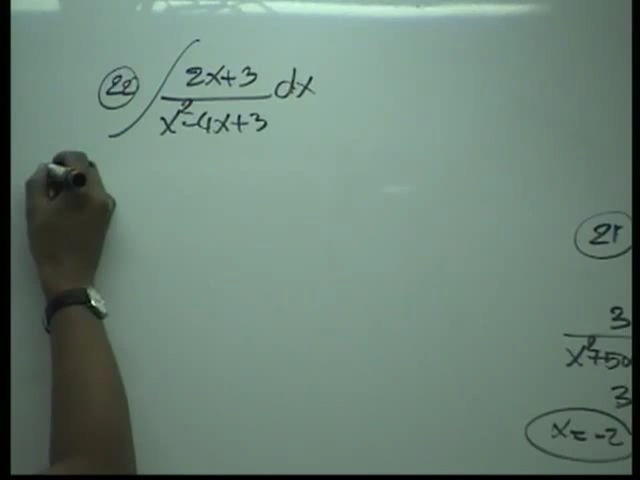 22 ∫ 2x+3 / x²-4x+3 dx
21
3
x²+50
3
x=-2